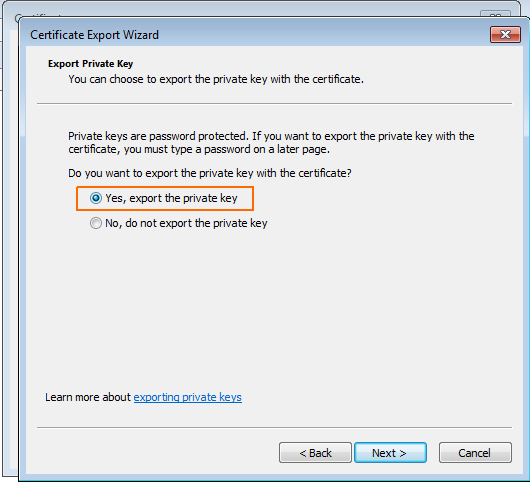 Certificate
Certificate Export Wizard
Export Private Key
You can choose to export the private key with the certificate.
Private keys are password protected. If you want to export the private key with the
certificate, you must type a password on a later page.
Do you want to export the private key with the certificate?
Yes, export the private key
No, do not export the private key
Learn more about exporting private keys
< Back
Next >
Cancel